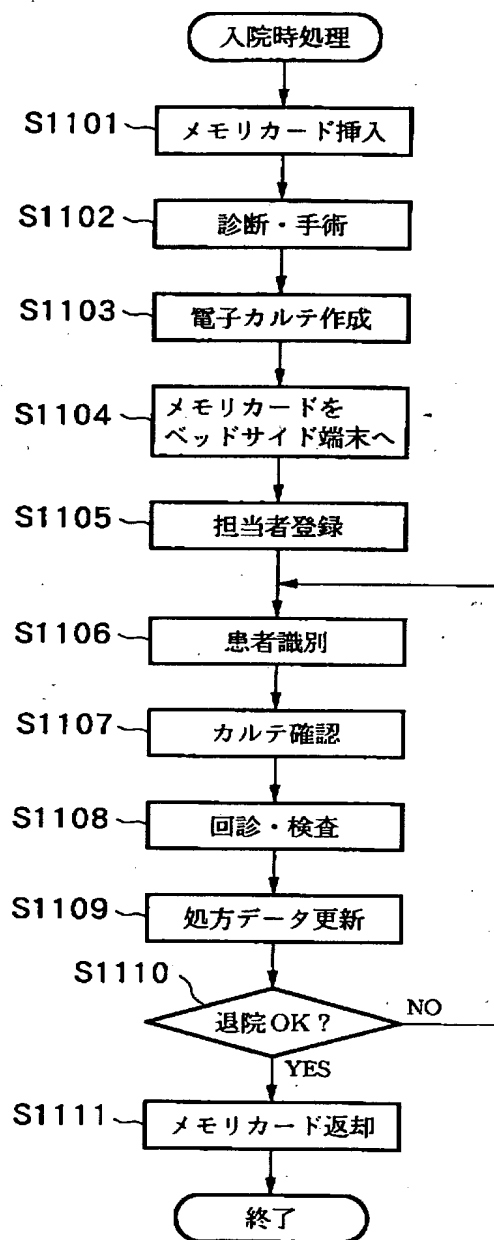 入院時処理
S1101
メモリカード挿入
S1102
診断・手術
S1103
電子カルテ作成
S1104
メモリカードを
ベッドサイド端末へ
S1105
担当者登録
S1106
患者識別
S1107
カルテ確認
S1108
回診・検査
S1109
処方データ更新
S1110
退院OK?
NO
YES
S1111
メモリカード返却
終了